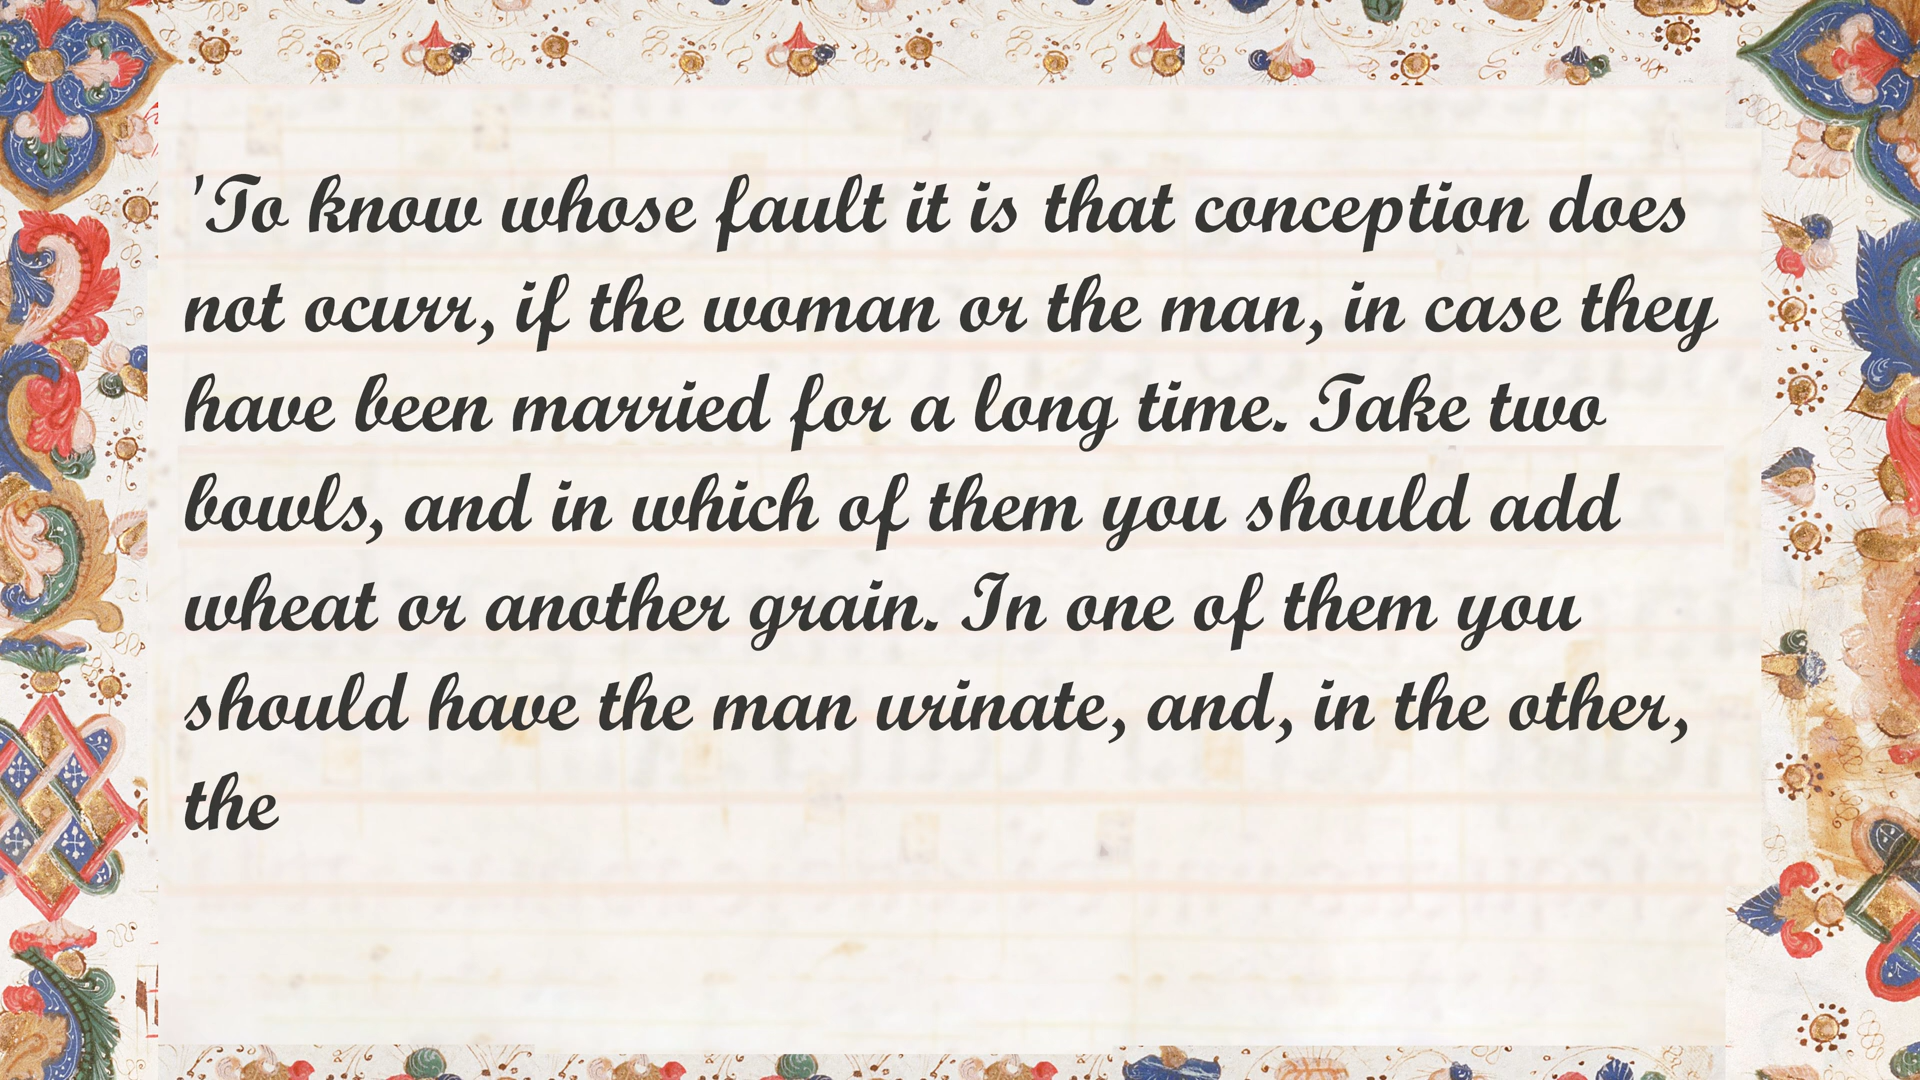 'To know whose fault it is that conception does
not ocurr, if the woman or the man, in case they
have been married for a long time. Take two
bowls, and in which of them you should add
wheat or another grain. In one of them you
should have the man urinate, and, in the other,
the